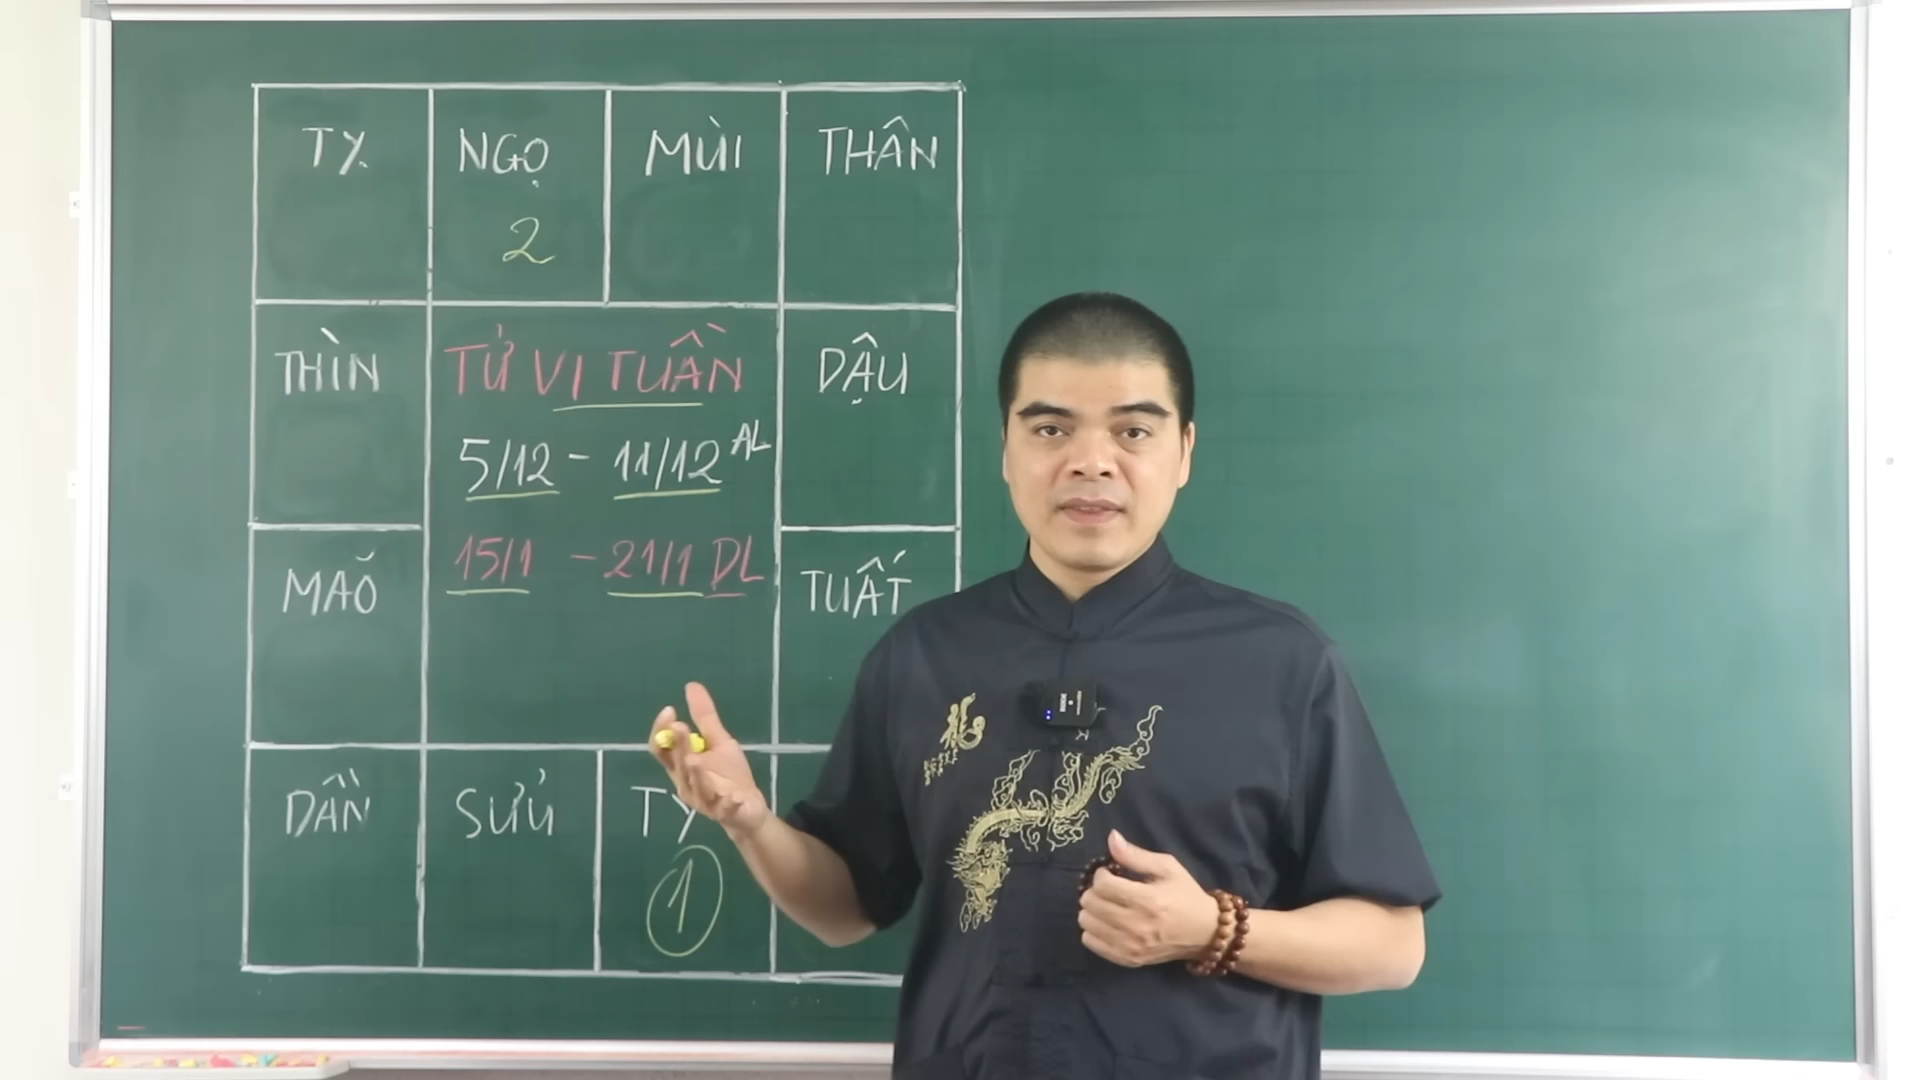 TỴ
NGỌ
MÙI
THÂN
2
THÌN
TỬ VI TUẦN
DẬU
5/12 - 11/12 AL
15/1 - 21/1 DL
MÃO
TUẤT
DẦN
SỬU
TÝ
1
龍